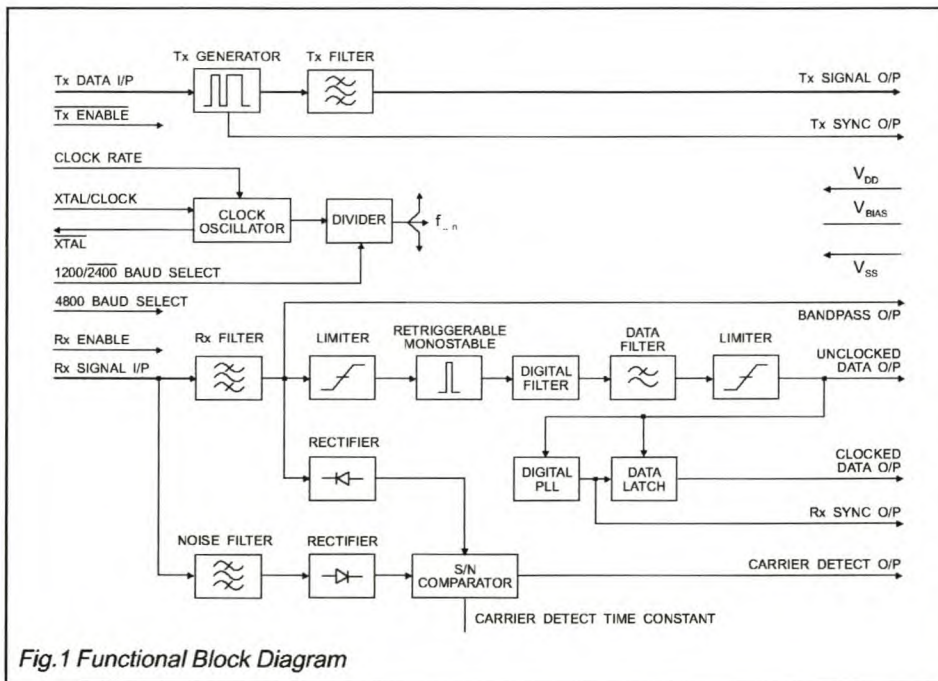 Tx GENERATOR
Tx FILTER
Tx DATA I/P
Tx SIGNAL O/P
Tx ENABLE
Tx SYNC O/P
CLOCK RATE
XTAL/CLOCK
CLOCK
OSCILLATOR
DIVIDER
XTAL
VDD
VBIAS
VSS
1200/2400 BAUD SELECT
4800 BAUD SELECT
BANDPASS O/P
Rx ENABLE
Rx SIGNAL I/P
Rx FILTER
LIMITER
RETRIGGERABLE
MONOSTABLE
DIGITAL
FILTER
DATA
FILTER
LIMITER
UNCLOCKED
DATA O/P
RECTIFIER
DIGITAL
PLL
DATA
LATCH
CLOCKED
DATA O/P
Rx SYNC O/P
NOISE FILTER
RECTIFIER
S/N
COMPARATOR
CARRIER DETECT O/P
CARRIER DETECT TIME CONSTANT
Fig.1 Functional Block Diagram